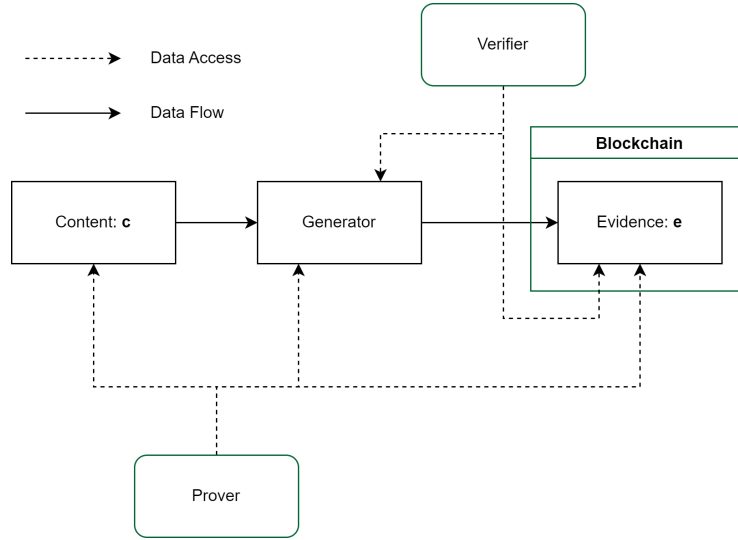 Verifier
Data Access
Data Flow
Blockchain
Content: c
Generator
Evidence: e
Prover